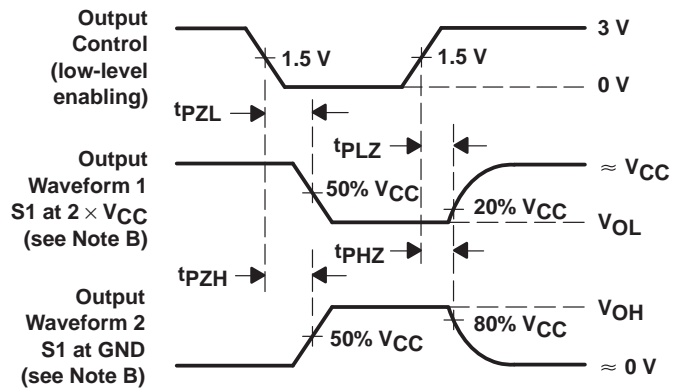 Output
Control
(low-level
enabling)
3 V
1.5 V
1.5 V
0 V
tPZL
tPLZ
Output
Waveform 1
S1 at 2 × VCC
(see Note B)
≈ VCC
50% VCC
20% VCC
VOL
tPZH
tPHZ
Output
Waveform 2
S1 at GND
(see Note B)
VOH
50% VCC
80% VCC
≈ 0 V